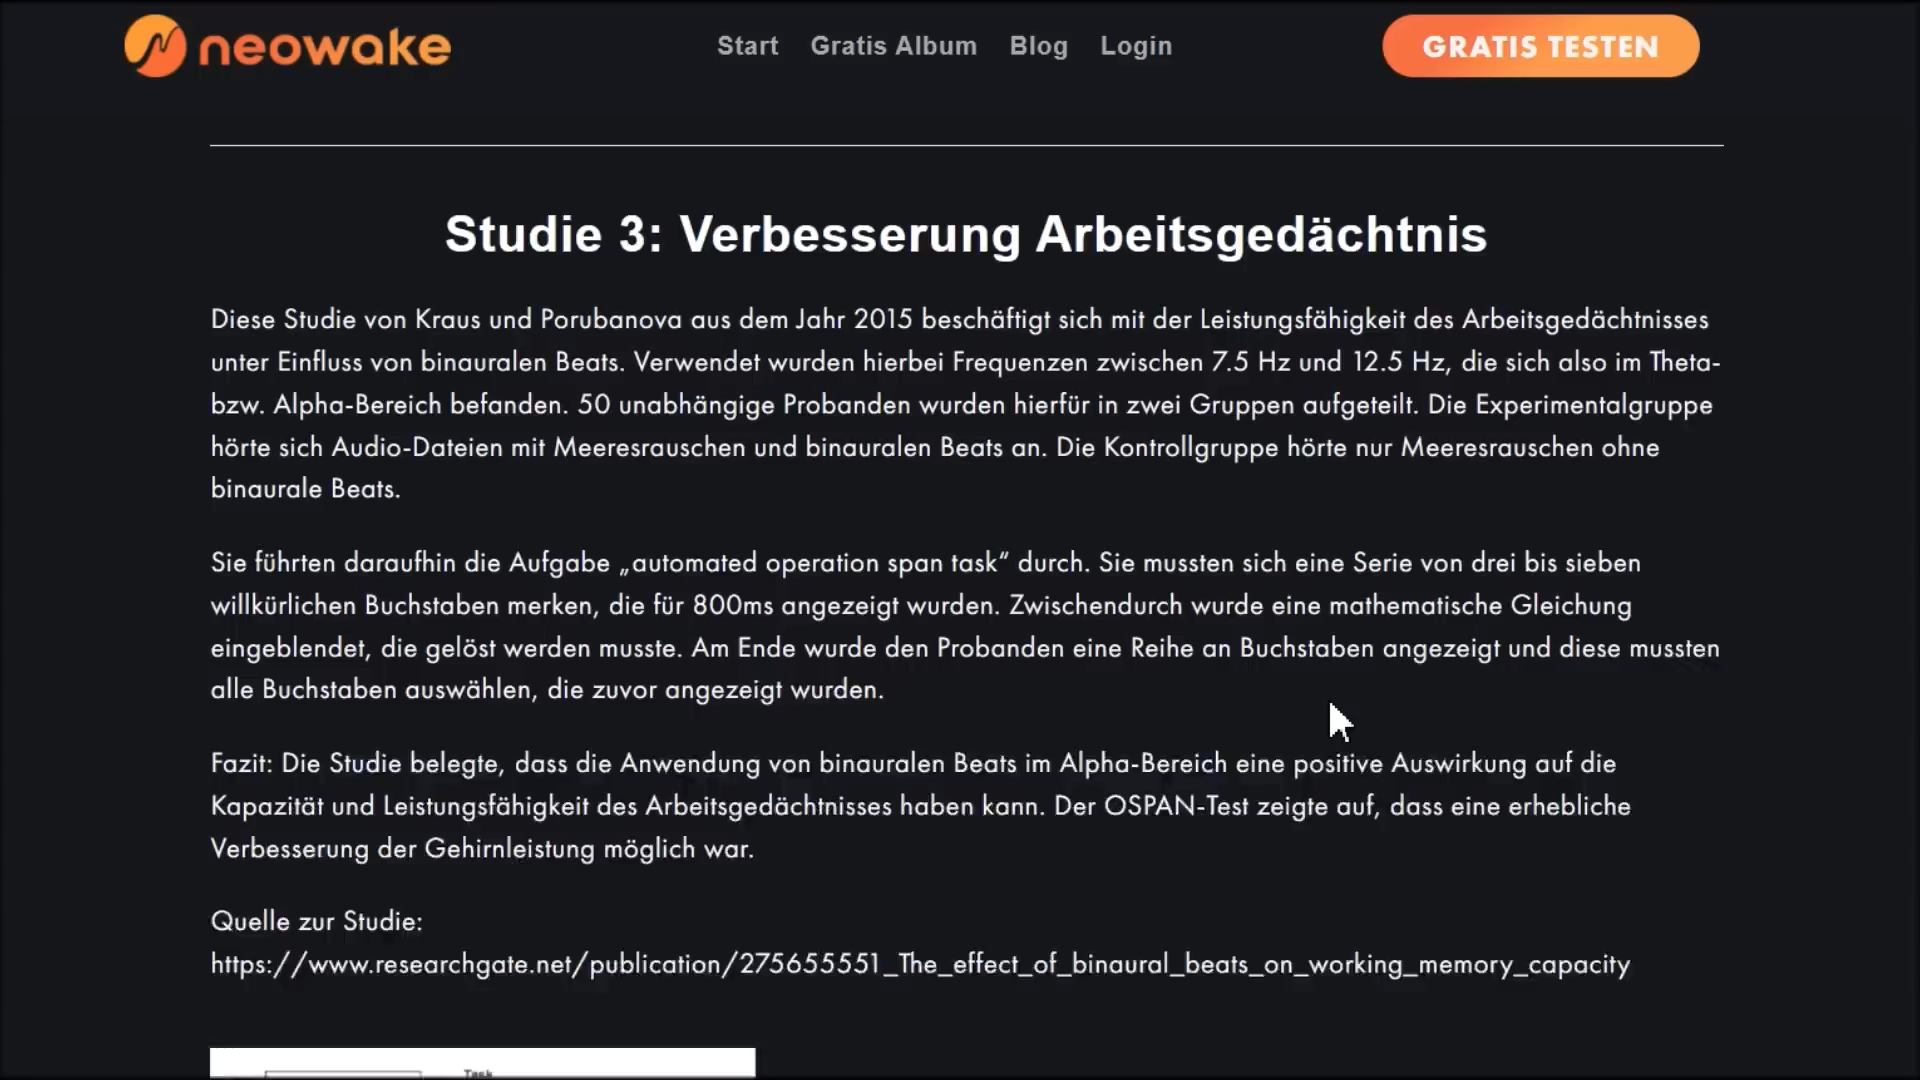 neowake
Start Gratis Album Blog Login
GRATIS TESTEN
Studie 3: Verbesserung Arbeitsgedächtnis
Diese Studie von Kraus und Porubanova aus dem Jahr 2015 beschäftigt sich mit der Leistungsfähigkeit des Arbeitsgedächtnisses
unter Einfluss von binauralen Beats. Verwendet wurden hierbei Frequenzen zwischen 7.5 Hz und 12.5 Hz, die sich also im Theta-
bzw. Alpha-Bereich befanden. 50 unabhängige Probanden wurden hierfür in zwei Gruppen aufgeteilt. Die Experimentalgruppe
hörte sich Audio-Dateien mit Meeresrauschen und binauralen Beats an. Die Kontrollgruppe hörte nur Meeresrauschen ohne
binaurale Beats.
Sie führten daraufhin die Aufgabe „automated operation span task“ durch. Sie mussten sich eine Serie von drei bis sieben
willkürlichen Buchstaben merken, die für 800ms angezeigt wurden. Zwischendurch wurde eine mathematische Gleichung
eingeblendet, die gelöst werden musste. Am Ende wurde den Probanden eine Reihe an Buchstaben angezeigt und diese mussten
alle Buchstaben auswählen, die zuvor angezeigt wurden.
Fazit: Die Studie belegte, dass die Anwendung von binauralen Beats im Alpha-Bereich eine positive Auswirkung auf die
Kapazität und Leistungsfähigkeit des Arbeitsgedächtnisses haben kann. Der OSPAN-Test zeigte auf, dass eine erhebliche
Verbesserung der Gehirnleistung möglich war.
Quelle zur Studie:
https://www.researchgate.net/publication/275655551_The_effect_of_binaural_beats_on_working_memory_capacity
Task